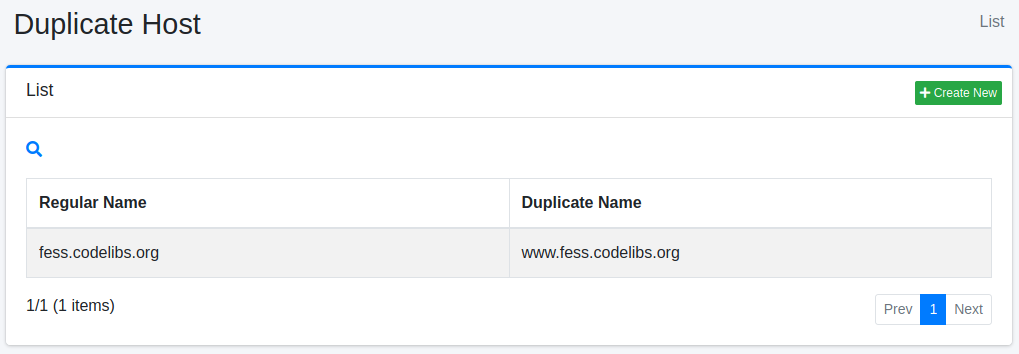 Duplicate Host
List
List
Create New
Regular Name Duplicate Name
fess.codelibs.org www.fess.codelibs.org
1/1 (1 items)
Prev 1 Next